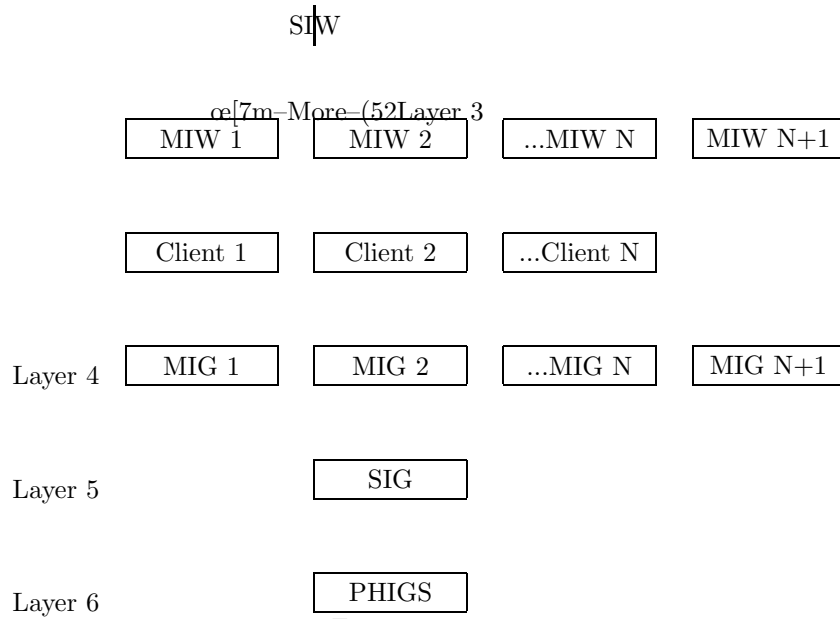 SIW
œ[7m–More–(52Layer 3
MIW 1 MIW 2 ...MIW N MIW N+1
Client 1 Client 2 ...Client N
Layer 4 MIG 1 MIG 2 ...MIG N MIG N+1
Layer 5 SIG
Layer 6 PHIGS